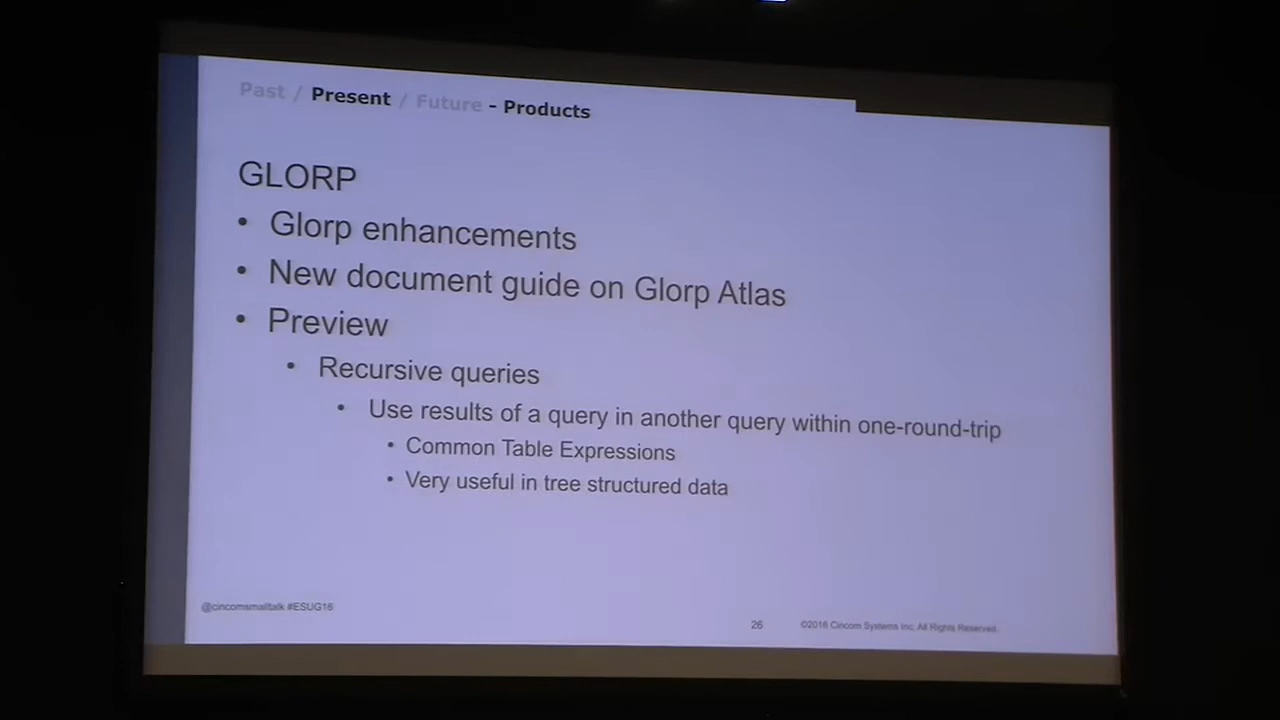 Past / Present / Future - Products
GLORP
• Glorp enhancements
• New document guide on Glorp Atlas
• Preview
• Recursive queries
• Use results of a query in another query within one-round-trip
• Common Table Expressions
• Very useful in tree structured data
@cincomsmalltalk #ESUG16
26
©2016 Cincom Systems Inc, All Rights Reserved.